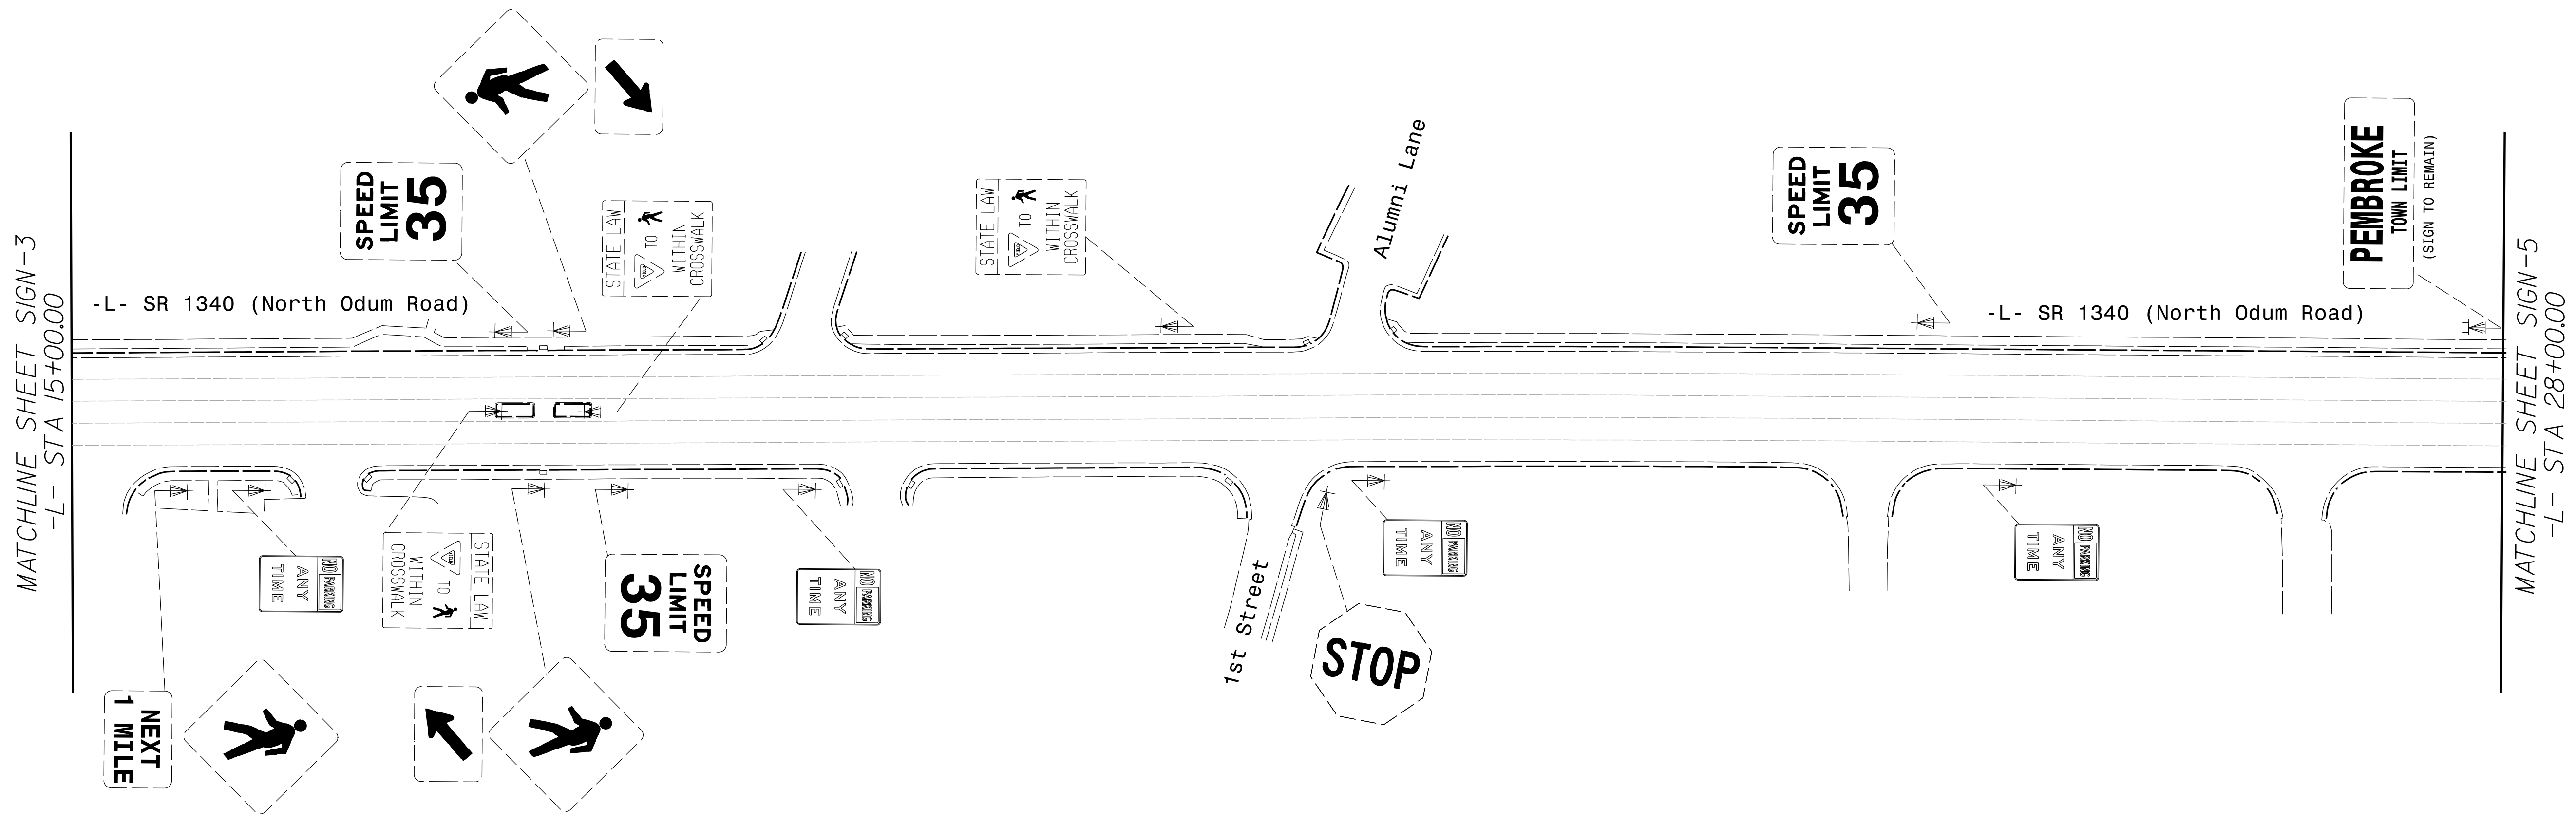 MATCHLINE SHEET SIGN-3
-L- STA 15+00.00
-L- SR 1340 (North Odum Road)
SPEED
LIMIT
35
STATE LAW
YIELD
TO
WITHIN
CROSSWALK
STATE LAW
YIELD
TO
WITHIN
CROSSWALK
Alumni Lane
SPEED
LIMIT
35
-L- SR 1340 (North Odum Road)
PEMBROKE
TOWN LIMIT
(SIGN TO REMAIN)
MATCHLINE SHEET SIGN-5
-L- STA 28+00.00
NEXT
1 MILE
NO PARKING
ANY
TIME
STATE LAW
YIELD
TO
WITHIN
CROSSWALK
SPEED
LIMIT
35
NO PARKING
ANY
TIME
1st Street
STOP
NO PARKING
ANY
TIME
NO PARKING
ANY
TIME